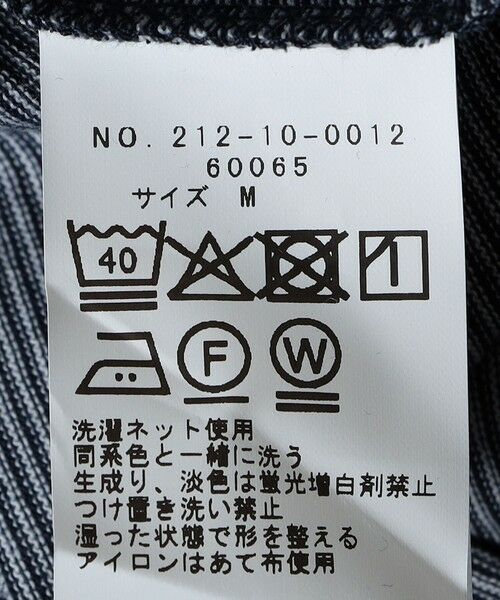 NO. 212-10-0012
60065
サイズ M
40
F W
洗濯ネット使用
同系色と一緒に洗う
生成り、淡色は蛍光増白剤禁止
つけ置き洗い禁止
湿った状態で形を整える
アイロンはあて布使用